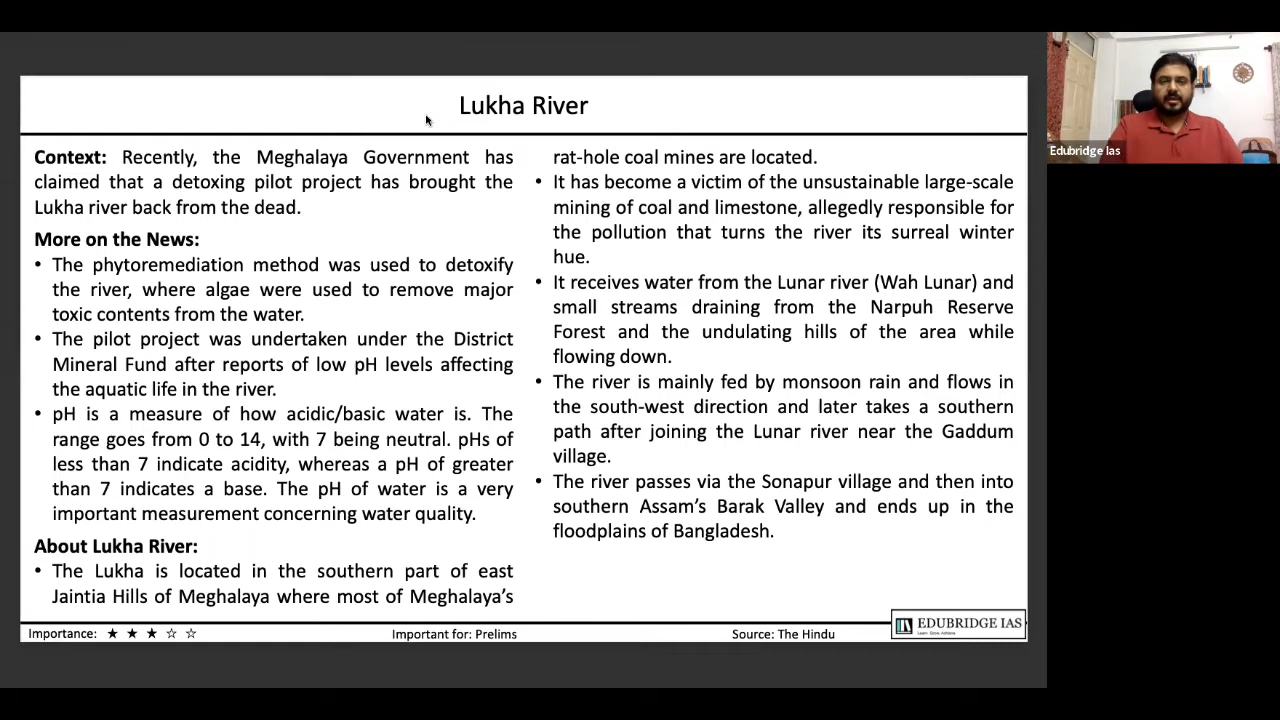 Lukha River
Context: Recently, the Meghalaya Government has
claimed that a detoxing pilot project has brought the
Lukha river back from the dead.
More on the News:
• The phytoremediation method was used to detoxify
the river, where algae were used to remove major
toxic contents from the water.
• The pilot project was undertaken under the District
Mineral Fund after reports of low pH levels affecting
the aquatic life in the river.
• pH is a measure of how acidic/basic water is. The
range goes from 0 to 14, with 7 being neutral. pHs of
less than 7 indicate acidity, whereas a pH of greater
than 7 indicates a base. The pH of water is a very
important measurement concerning water quality.
About Lukha River:
• The Lukha is located in the southern part of east
Jaintia Hills of Meghalaya where most of Meghalaya's
rat-hole coal mines are located.
• It has become a victim of the unsustainable large-scale
mining of coal and limestone, allegedly responsible for
the pollution that turns the river its surreal winter
hue.
• It receives water from the Lunar river (Wah Lunar) and
small streams draining from the Narpuh Reserve
Forest and the undulating hills of the area while
flowing down.
• The river is mainly fed by monsoon rain and flows in
the south-west direction and later takes a southern
path after joining the Lunar river near the Gaddum
village.
• The river passes via the Sonapur village and then into
southern Assam's Barak Valley and ends up in the
floodplains of Bangladesh.
Importance: ★ ★ ★ ☆ ☆
Important for: Prelims
Source: The Hindu
EDUBRIDGE IAS
Learn Grow Achieve
Edubridge Ias